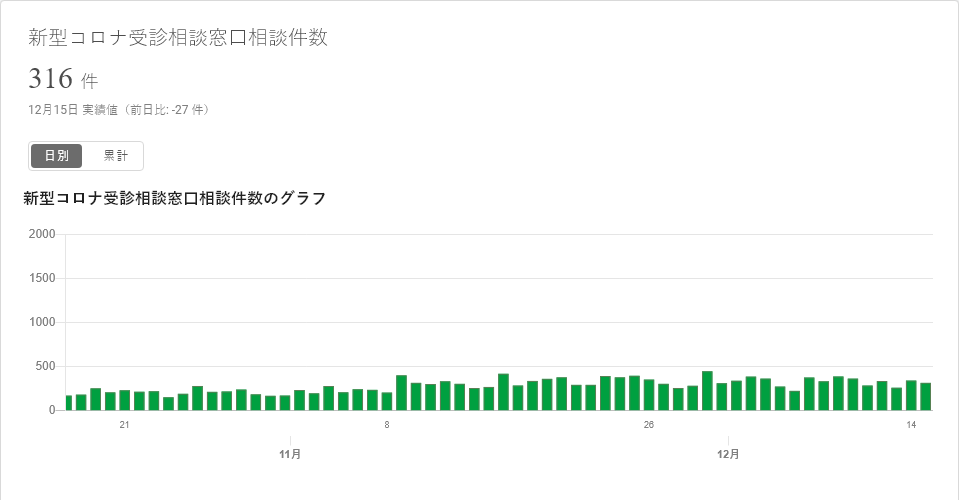 新型コロナ受診相談窓口相談件数
316 件
12月15日 実績値（前日比: -27 件）
日別 累計
新型コロナ受診相談窓口相談件数のグラフ
2000
1500
1000
500
0
21 8 26 14
11月 12月